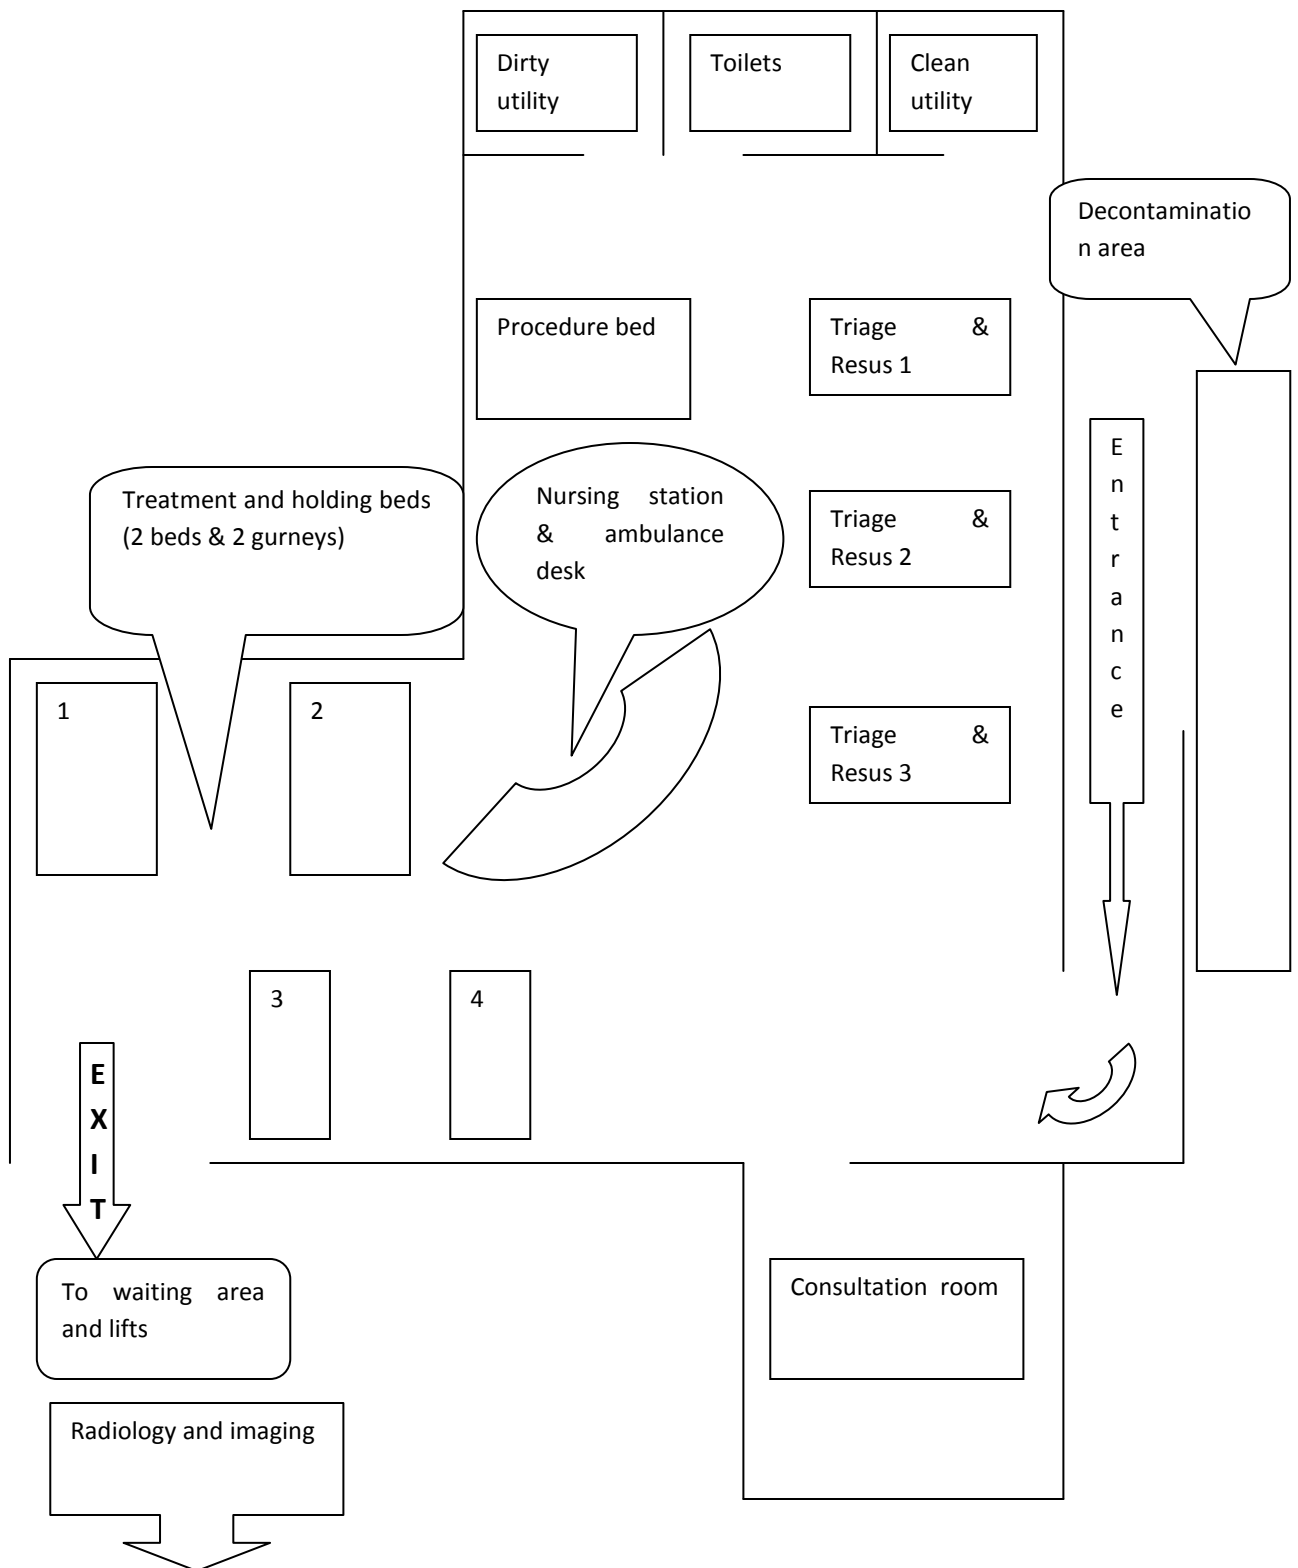 Dirty
utility
Toilets
Clean
utility
Decontaminatio
n area
Procedure bed
Triage &
Resus 1
Treatment and holding beds
(2 beds & 2 gurneys)
Nursing station
& ambulance
desk
Triage &
Resus 2
E
n
t
r
a
n
c
e
1
2
Triage &
Resus 3
3
4
E
X
I
T
To waiting area
and lifts
Consultation room
Radiology and imaging